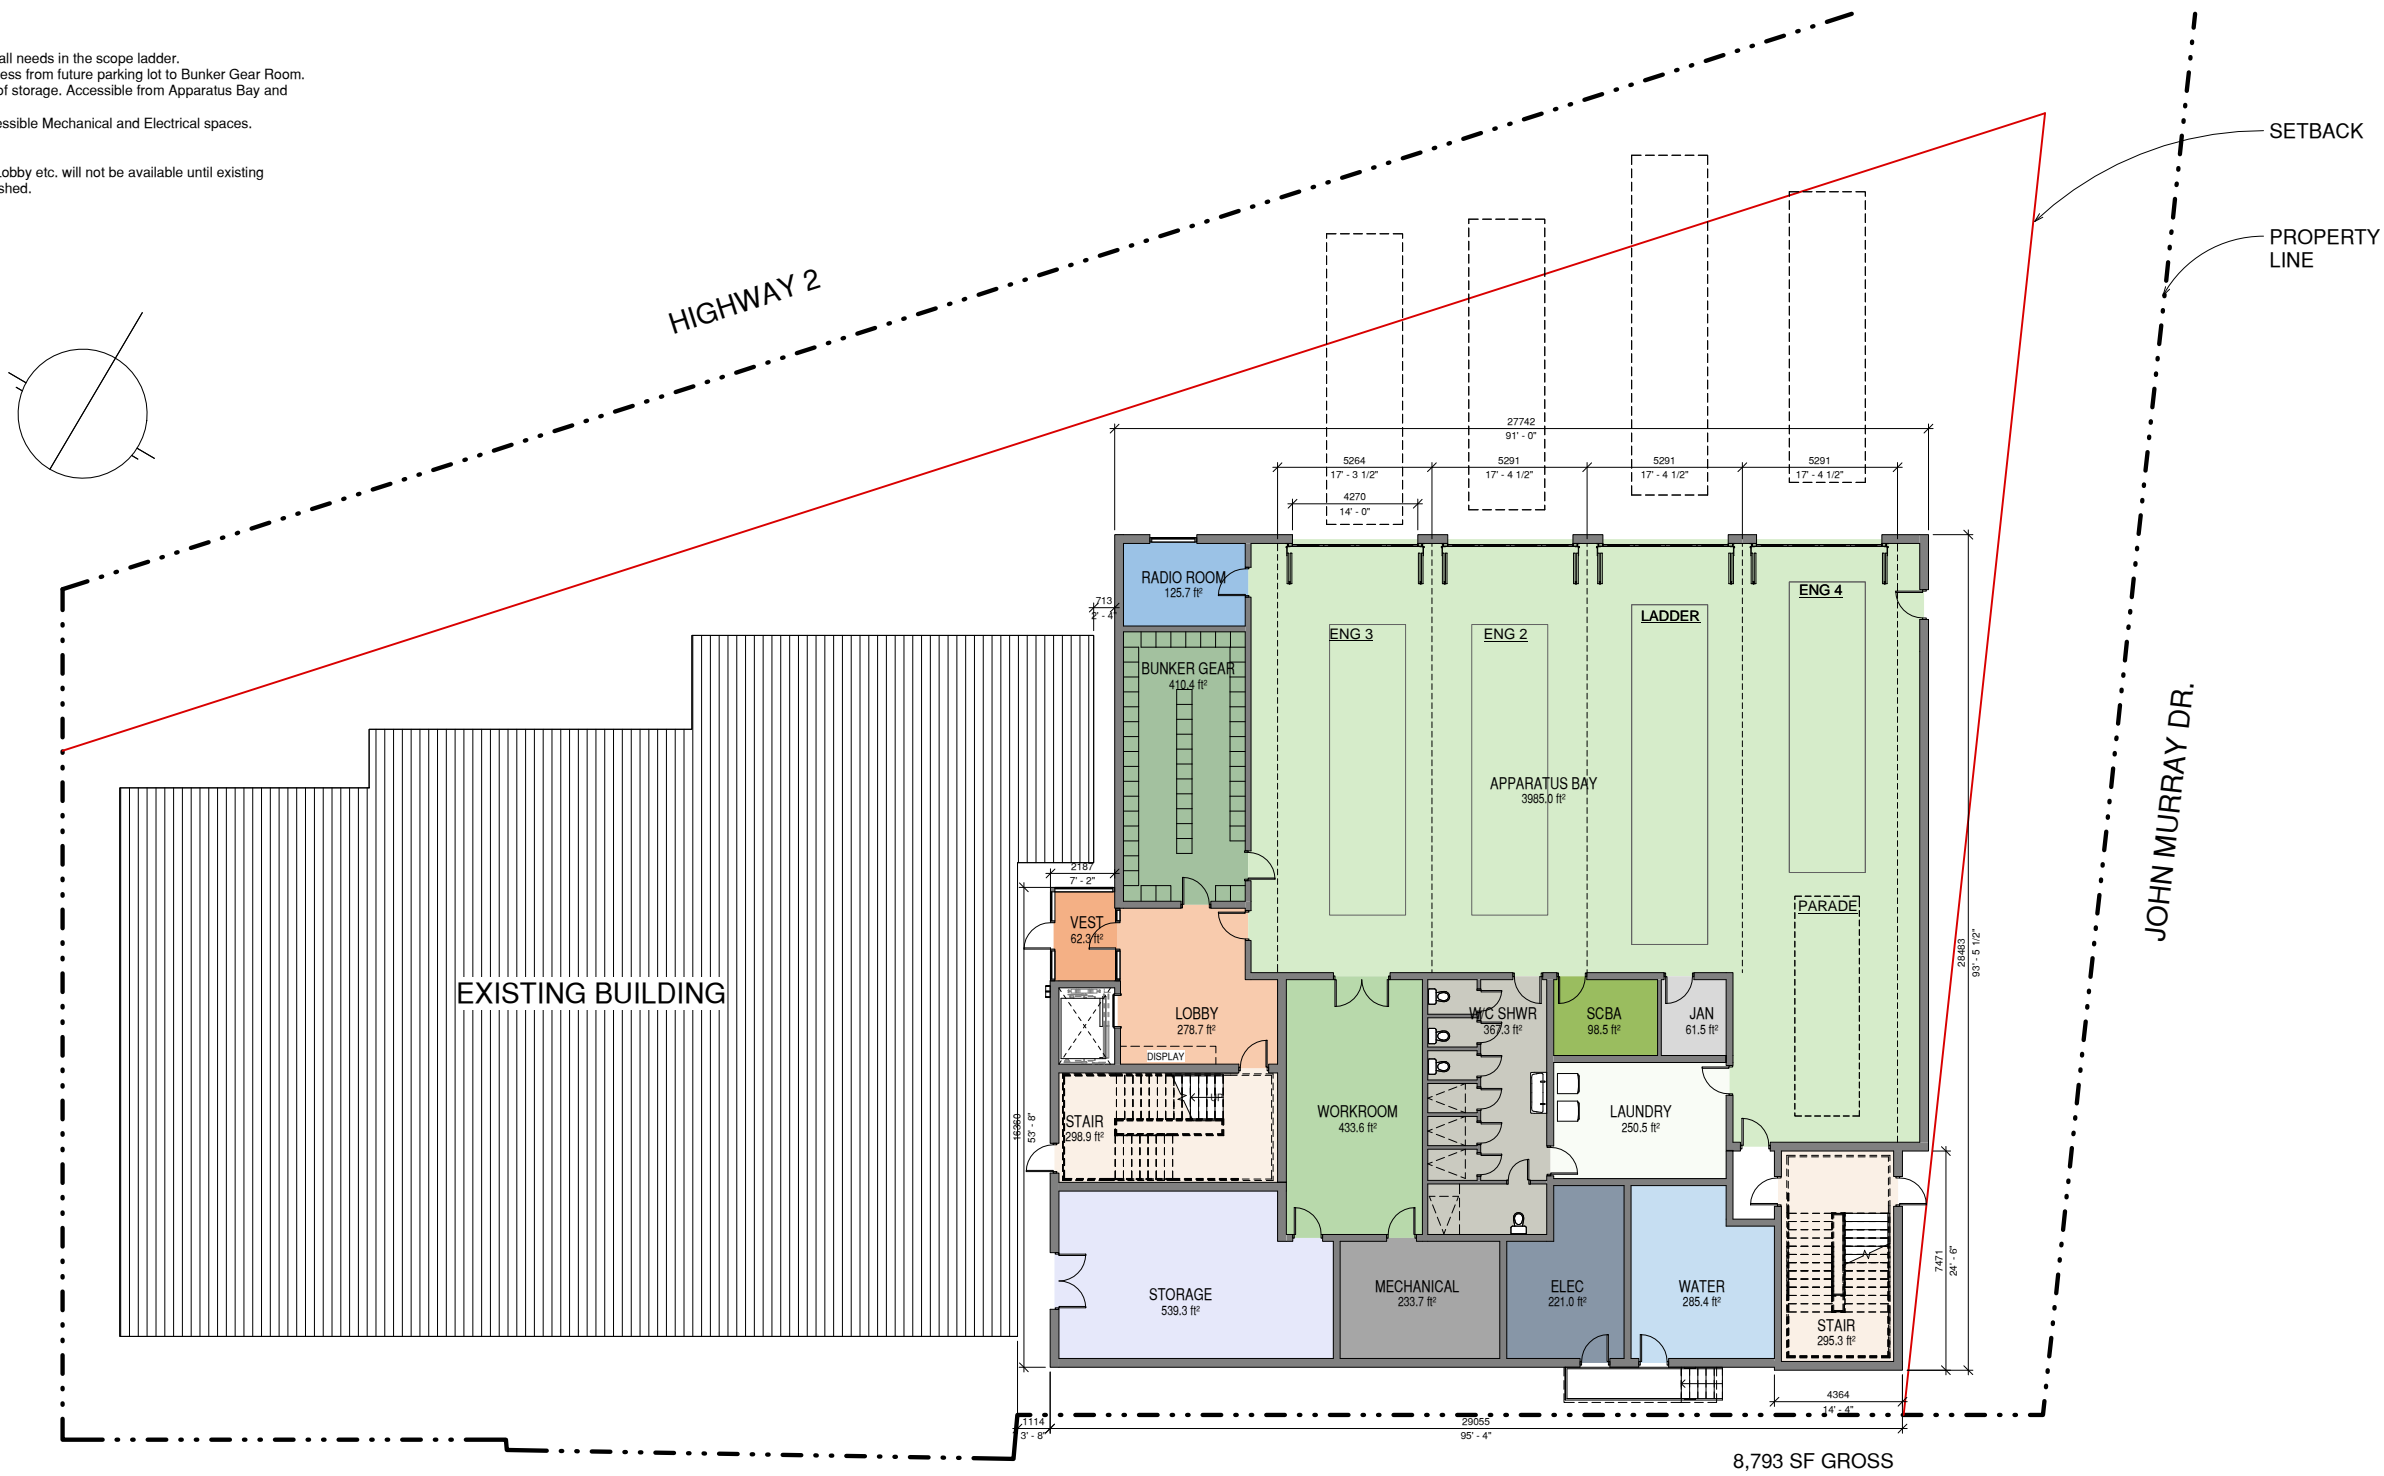 all needs in the scope ladder.
ess from future parking lot to Bunker Gear Room.
of storage. Accessible from Apparatus Bay and
essible Mechanical and Electrical spaces.
Lobby etc. will not be available until existing
shed.
SETBACK
PROPERTY
LINE
HIGHWAY 2
JOHN MURRAY DR.
27742
91' - 0"
5264
17' - 3 1/2"
5291
17' - 4 1/2"
5291
17' - 4 1/2"
5291
17' - 4 1/2"
4270
14' - 0"
RADIO ROOM
125.7 ft²
713
2' - 4"
ENG 3
ENG 2
LADDER
ENG 4
BUNKER GEAR
410.4 ft²
APPARATUS BAY
3985.0 ft²
2187
7' - 2"
PARADE
VEST
62.3 ft²
28483
93' - 5 1/2"
EXISTING BUILDING
LOBBY
278.7 ft²
DISPLAY
W/C SHWR
367.3 ft²
SCBA
98.5 ft²
JAN
61.5 ft²
UP
STAIR
298.9 ft²
WORKROOM
433.6 ft²
LAUNDRY
250.5 ft²
16360
53' - 8"
STORAGE
539.3 ft²
MECHANICAL
233.7 ft²
ELEC
221.0 ft²
WATER
285.4 ft²
STAIR
295.3 ft²
7471
24' - 6"
4364
14' - 4"
1114
3' - 8"
29055
95' - 4"
8,793 SF GROSS